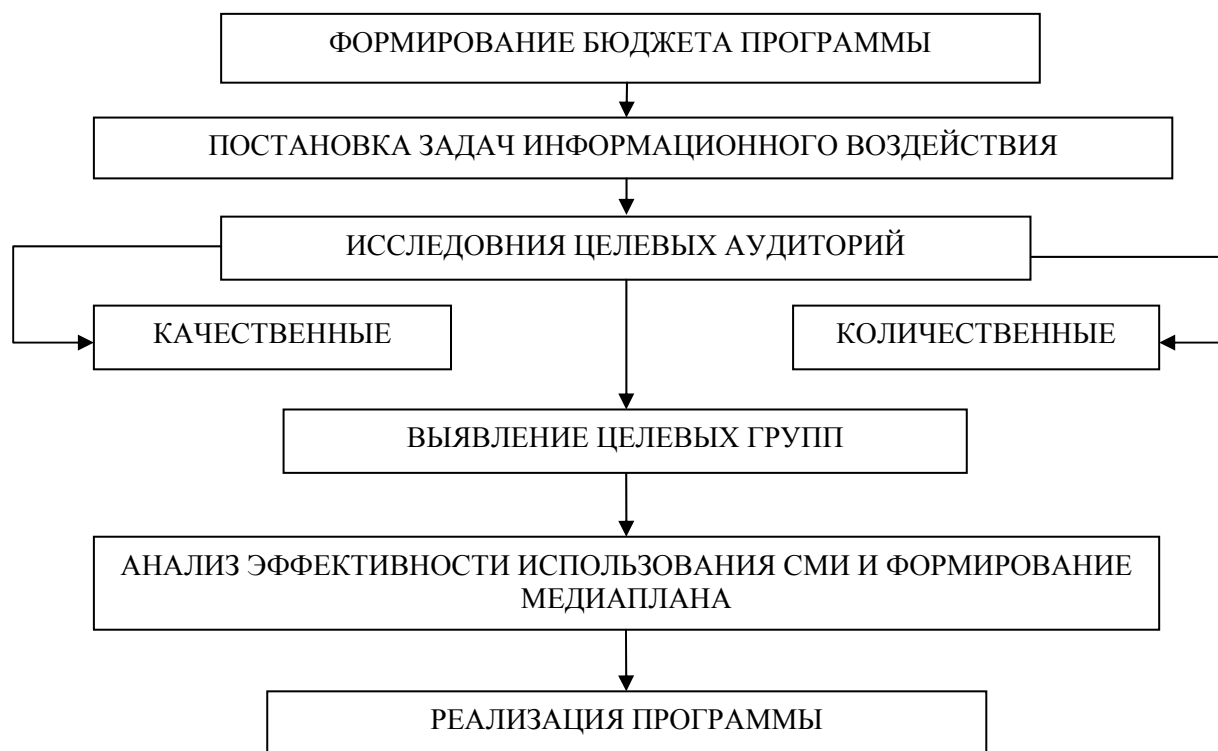 ФОРМИРОВАНИЕ БЮДЖЕТА ПРОГРАММЫ
ПОСТАНОВКА ЗАДАЧ ИНФОРМАЦИОННОГО ВОЗДЕЙСТВИЯ
ИССЛЕДОВНИЯ ЦЕЛЕВЫХ АУДИТОРИЙ
КАЧЕСТВЕННЫЕ
КОЛИЧЕСТВЕННЫЕ
ВЫЯВЛЕНИЕ ЦЕЛЕВЫХ ГРУПП
АНАЛИЗ ЭФФЕКТИВНОСТИ ИСПОЛЬЗОВАНИЯ СМИ И ФОРМИРОВАНИЕ
МЕДИАПЛАНА
РЕАЛИЗАЦИЯ ПРОГРАММЫ